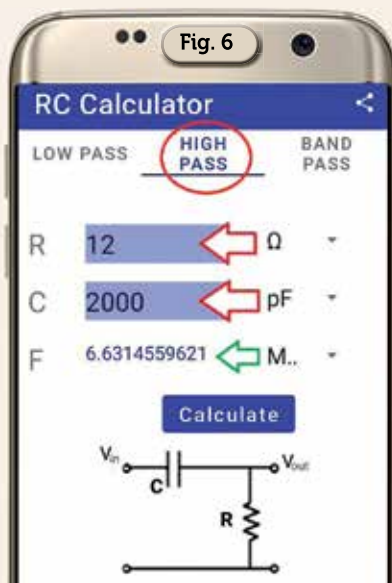 Fig. 6
RC Calculator
LOW PASS
HIGH
PASS
BAND
PASS
R 12 Ω
C 2000 pF
F 6.6314559621 M..
Calculate
Vin
C
Vout
R